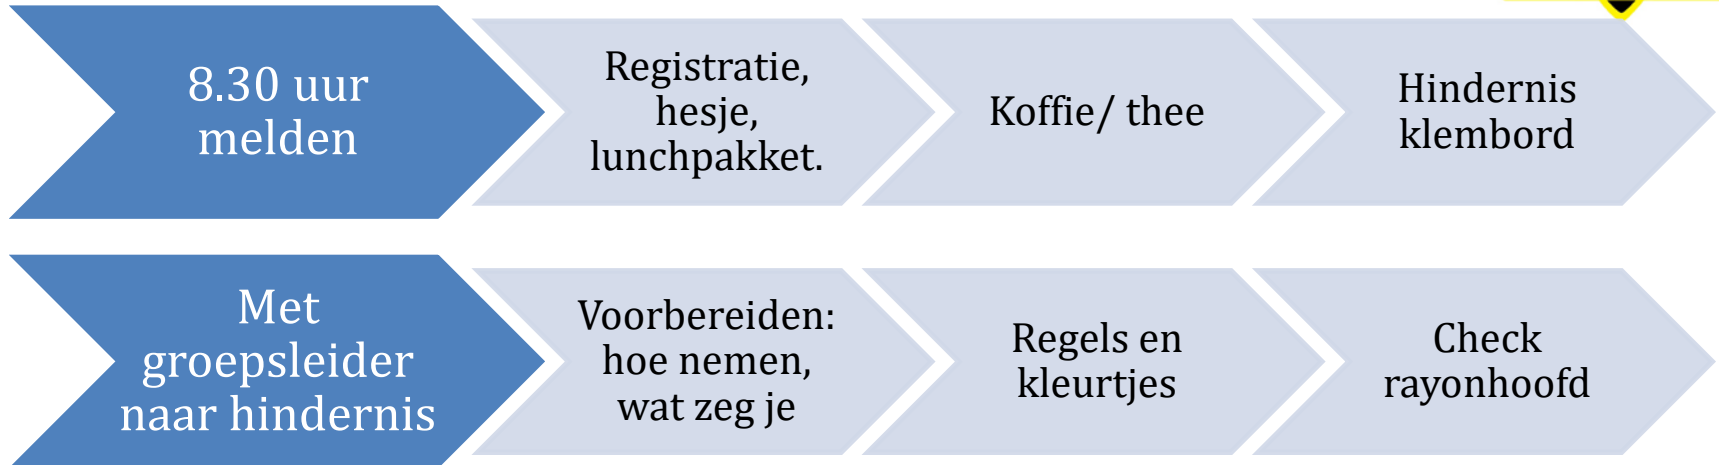 8.30 uur
melden
Registratie,
hesje,
lunchpakket.
Koffie/ thee
Hindernis
klembord
Met
groepsleider
naar hindernis
Voorbereiden:
hoe nemen,
wat zeg je
Regels en
kleurtjes
Check
rayonhoofd